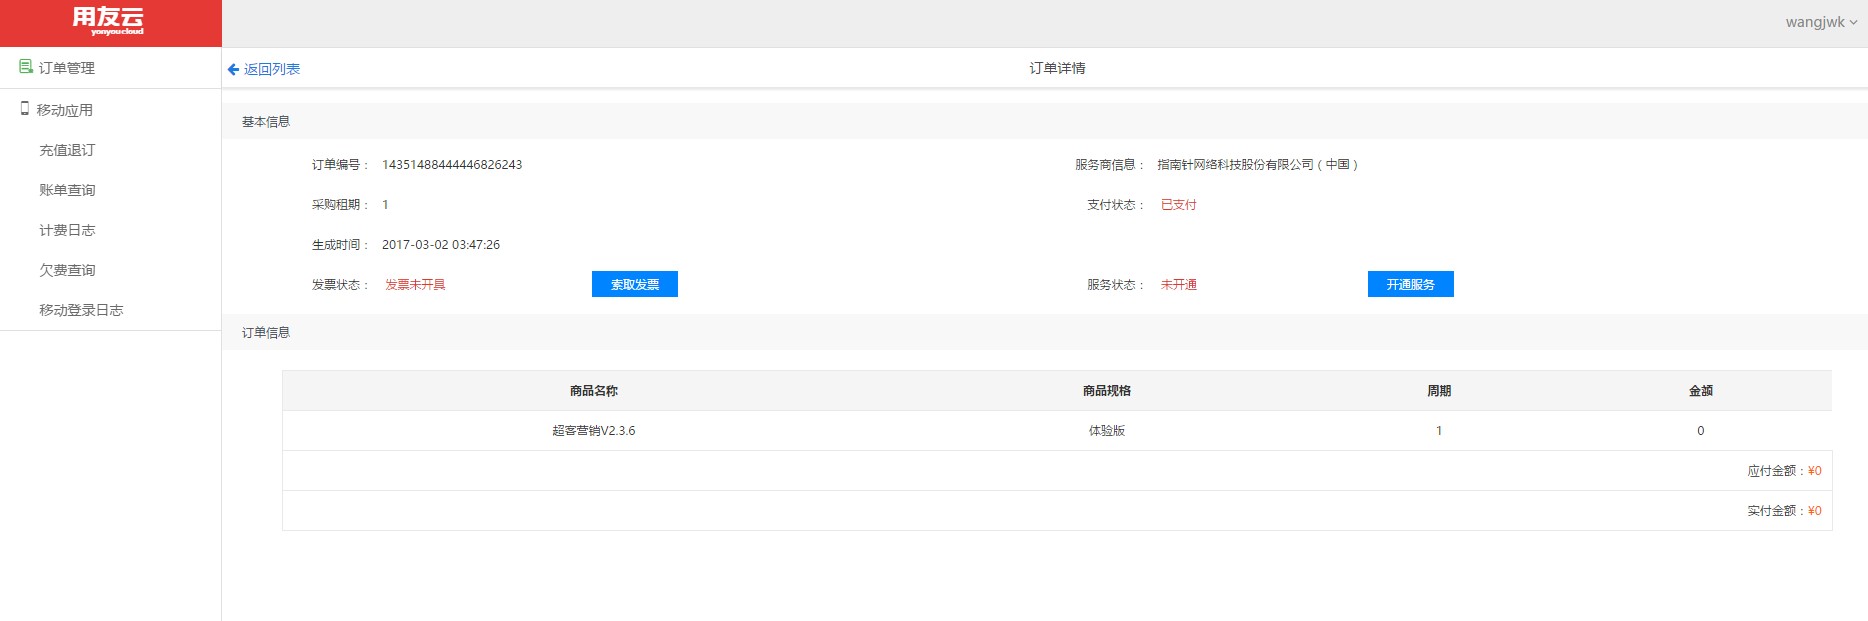 用友云
yonyoucloud
wangjwk
订单管理
返回列表
订单详情
移动应用
充值退订
账单查询
计费日志
欠费查询
移动登录日志
基本信息
订单编号： 14351488444446826243
服务商信息： 指南针网络科技股份有限公司（中国）
采购租期： 1
支付状态： 已支付
生成时间： 2017-03-02 03:47:26
发票状态： 发票未开具 索取发票
服务状态： 未开通 开通服务
订单信息
商品名称 商品规格 周期 金额
超客营销V2.3.6 体验版 1 0
应付金额：¥0
实付金额：¥0